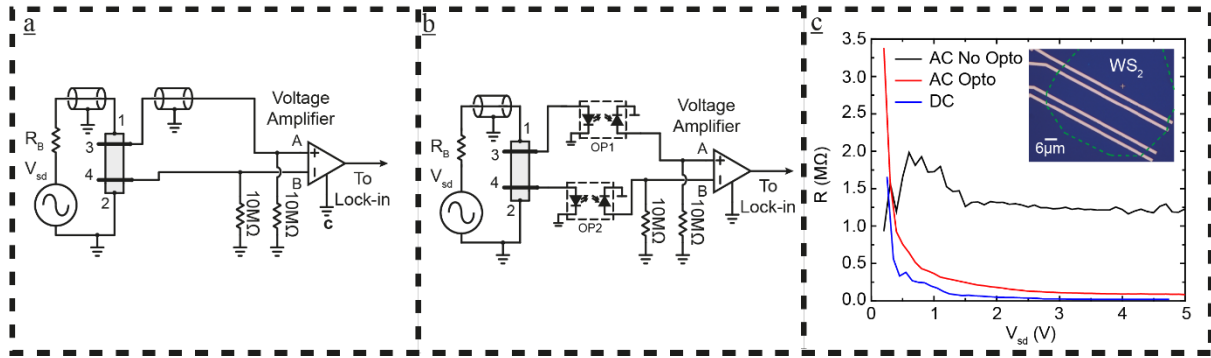 a
1
Voltage
Amplifier
R_B
3
A
+
V_sd
4
B
−
To
Lock-in
2
10MΩ
10MΩ
c
b
1
Voltage
Amplifier
OP1
R_B
3
A
+
V_sd
4
B
−
To
Lock-in
2
OP2
10MΩ
10MΩ
c
AC No Opto
AC Opto
DC
WS₂
6µm
R (MΩ)
3.5
3.0
2.5
2.0
1.5
1.0
0.5
0.0
0 1 2 3 4 5
V_sd (V)